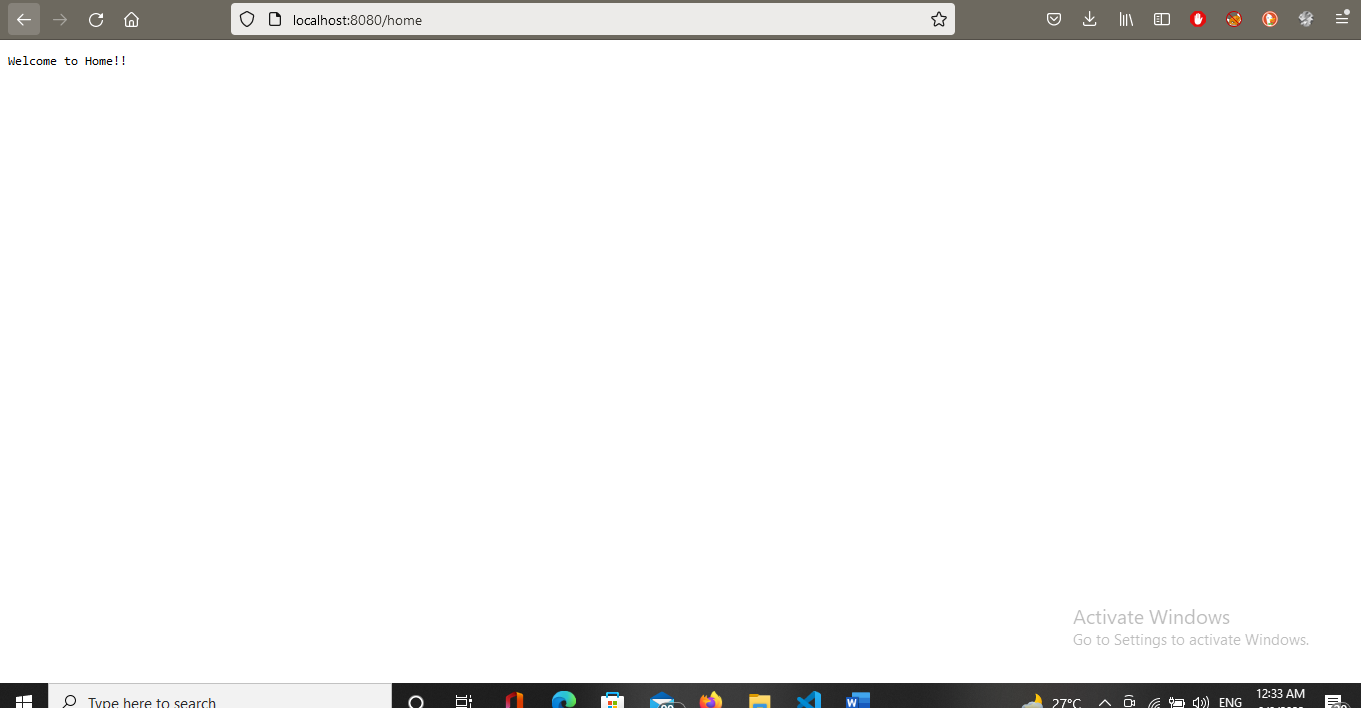 localhost:8080/home
Welcome to Home!!
Activate Windows
Go to Settings to activate Windows.
Type here to search
27°C
ENG
12:33 AM